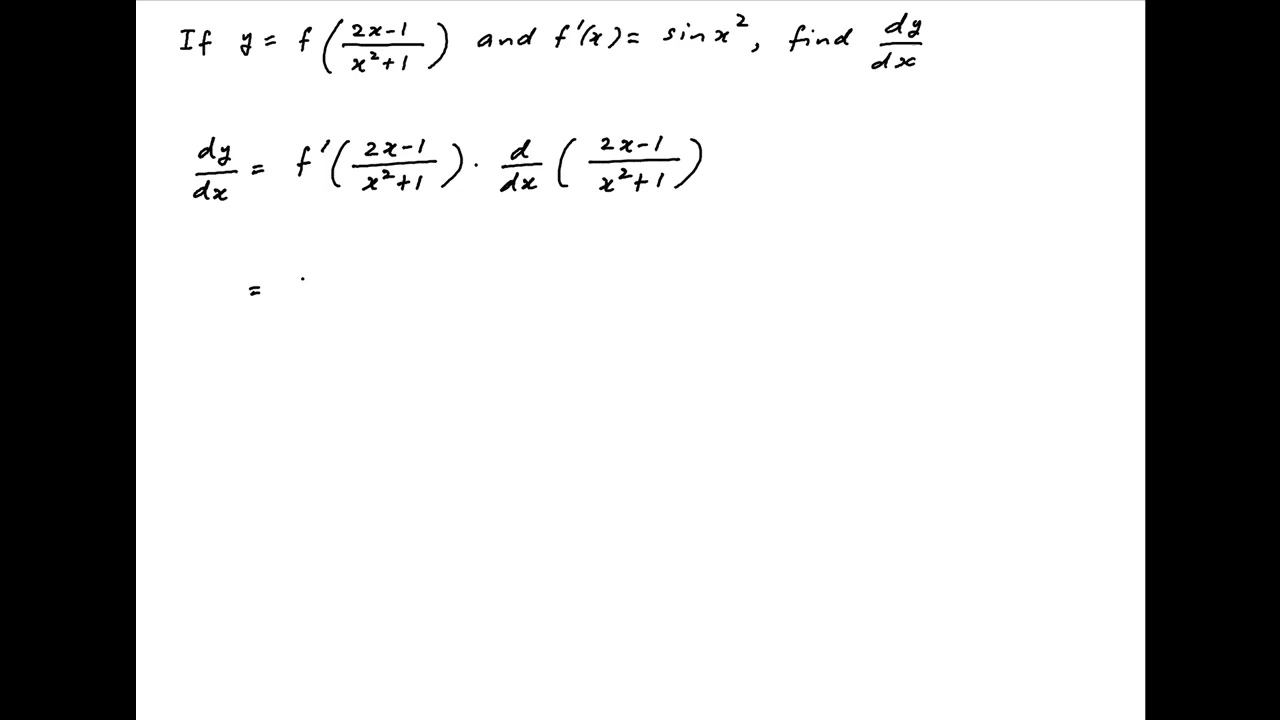 If y = f((2x-1)/(x²+1)) and f'(x) = sin x², find dy/dx
dy/dx = f'((2x-1)/(x²+1)) · d/dx ((2x-1)/(x²+1))
=